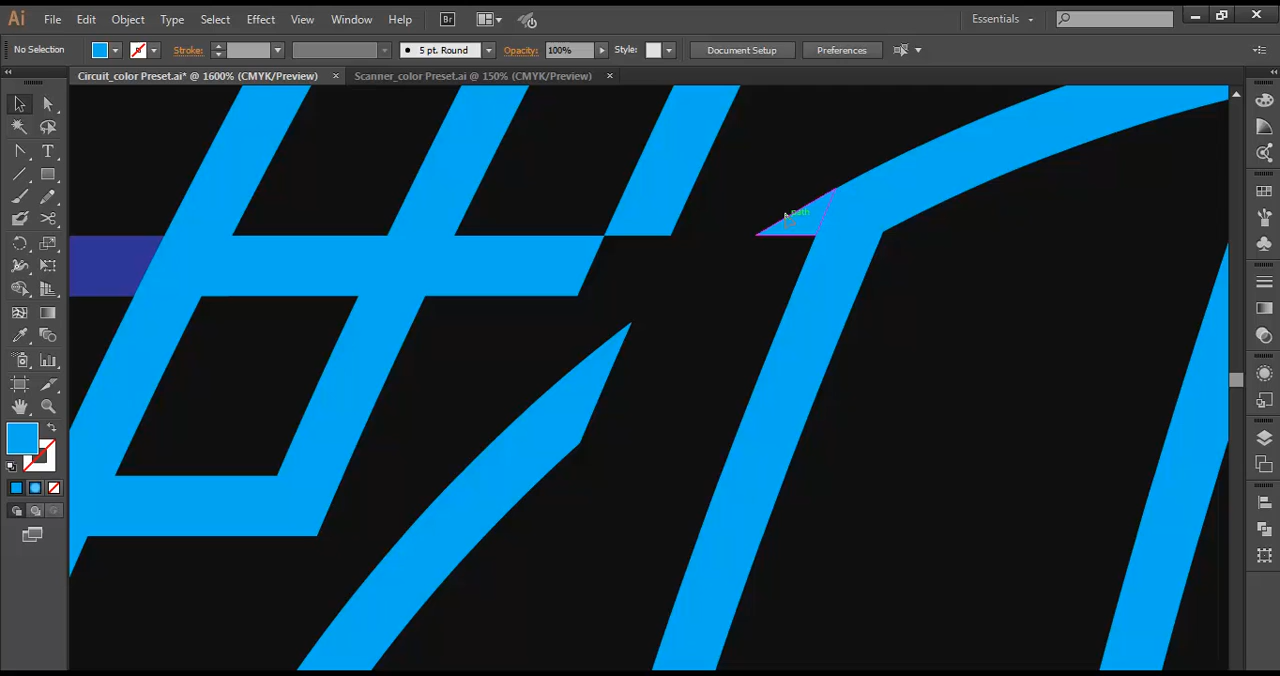 Ai File Edit Object Type Select Effect View Window Help Br Essentials
No Selection Stroke: 5 pt. Round Opacity: 100% Style: Document Setup Preferences
Circuit_color Preset.ai* @ 1600% (CMYK/Preview) × Scanner_color Preset.ai @ 150% (CMYK/Preview) ×
path